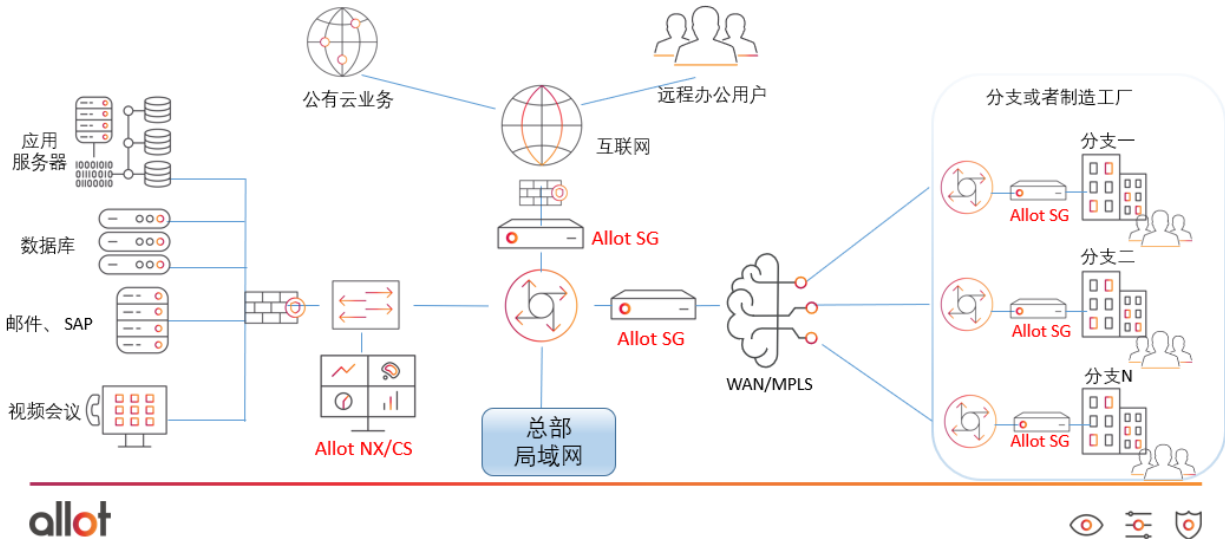 公有云业务
远程办公用户
互联网
应用
服务器
10001010
01110010
01100010
数据库
邮件、 SAP
视频会议
Allot NX/CS
Allot SG
Allot SG
总部
局域网
WAN/MPLS
分支或者制造工厂
分支一
Allot SG
分支二
Allot SG
分支N
Allot SG
allot